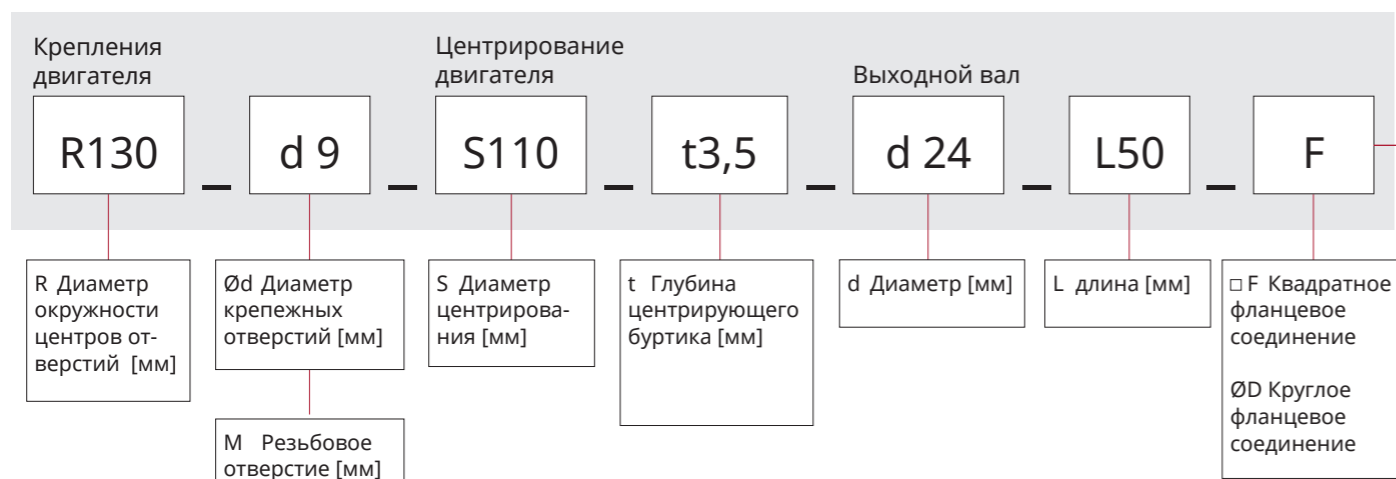 Крепления
двигателя
Центрирование
двигателя
Выходной вал
R130
_
d 9
_
S110
_
t3,5
_
d 24
_
L50
_
F
R Диаметр
окружности
центров от-
верстий [мм]
Ød Диаметр
крепежных
отверстий [мм]
M Резьбовое
отверстие [мм]
S Диаметр
центрирова-
ния [мм]
t Глубина
центрирующего
буртика [мм]
d Диаметр [мм]
L длина [мм]
□ F Квадратное
фланцевое
соединение
ØD Круглое
фланцевое
соединение